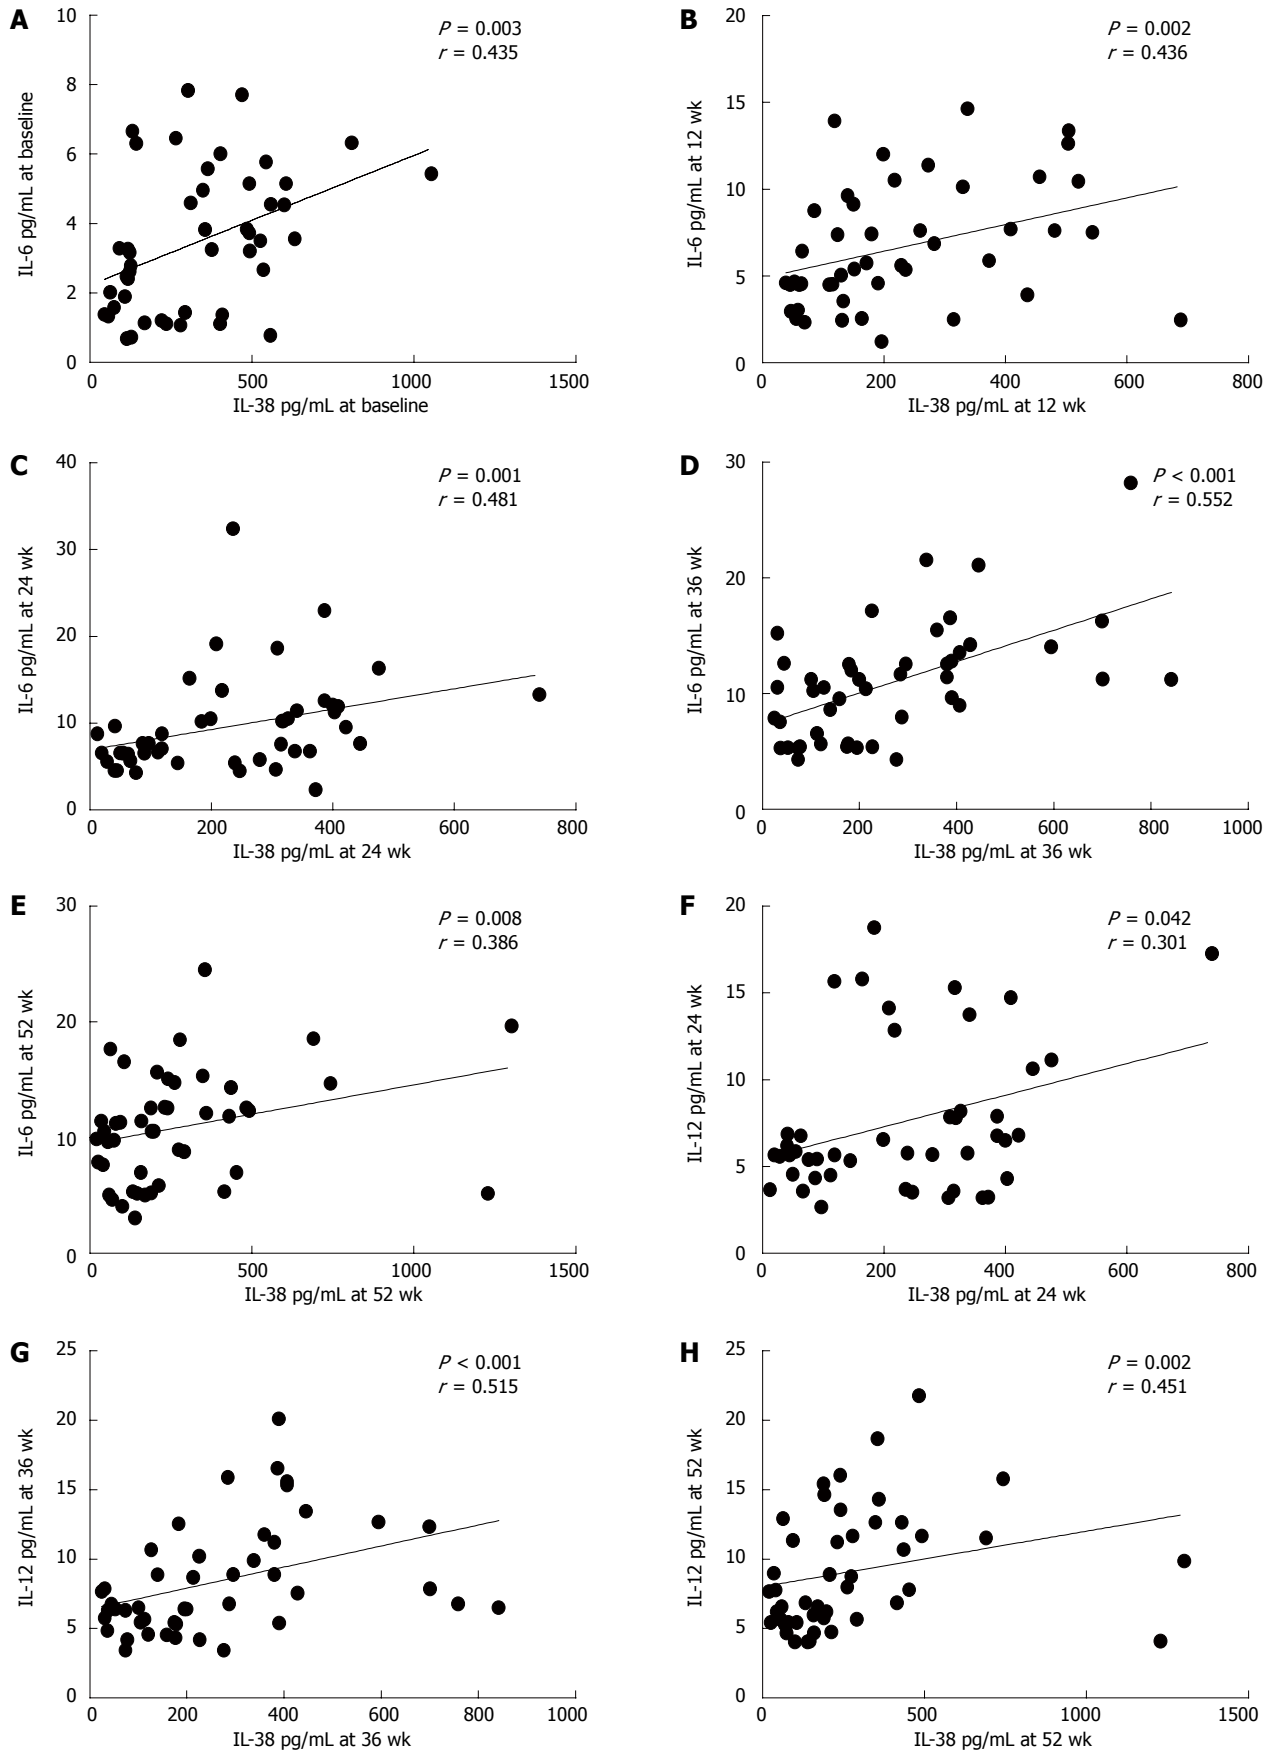 A
P = 0.003
r = 0.435
IL-6 pg/mL at baseline
10
8
6
4
2
0
0 500 1000 1500
IL-38 pg/mL at baseline
B
P = 0.002
r = 0.436
IL-6 pg/mL at 12 wk
20
15
10
5
0
0 200 400 600 800
IL-38 pg/mL at 12 wk
C
P = 0.001
r = 0.481
IL-6 pg/mL at 24 wk
40
30
20
10
0
0 200 400 600 800
IL-38 pg/mL at 24 wk
D
P < 0.001
r = 0.552
IL-6 pg/mL at 36 wk
30
20
10
0
0 200 400 600 800 1000
IL-38 pg/mL at 36 wk
E
P = 0.008
r = 0.386
IL-6 pg/mL at 52 wk
30
20
10
0
0 500 1000 1500
IL-38 pg/mL at 52 wk
F
P = 0.042
r = 0.301
IL-12 pg/mL at 24 wk
20
15
10
5
0
0 200 400 600 800
IL-38 pg/mL at 24 wk
G
P < 0.001
r = 0.515
IL-12 pg/mL at 36 wk
25
20
15
10
5
0
0 200 400 600 800 1000
IL-38 pg/mL at 36 wk
H
P = 0.002
r = 0.451
IL-12 pg/mL at 52 wk
25
20
15
10
5
0
0 500 1000 1500
IL-38 pg/mL at 52 wk